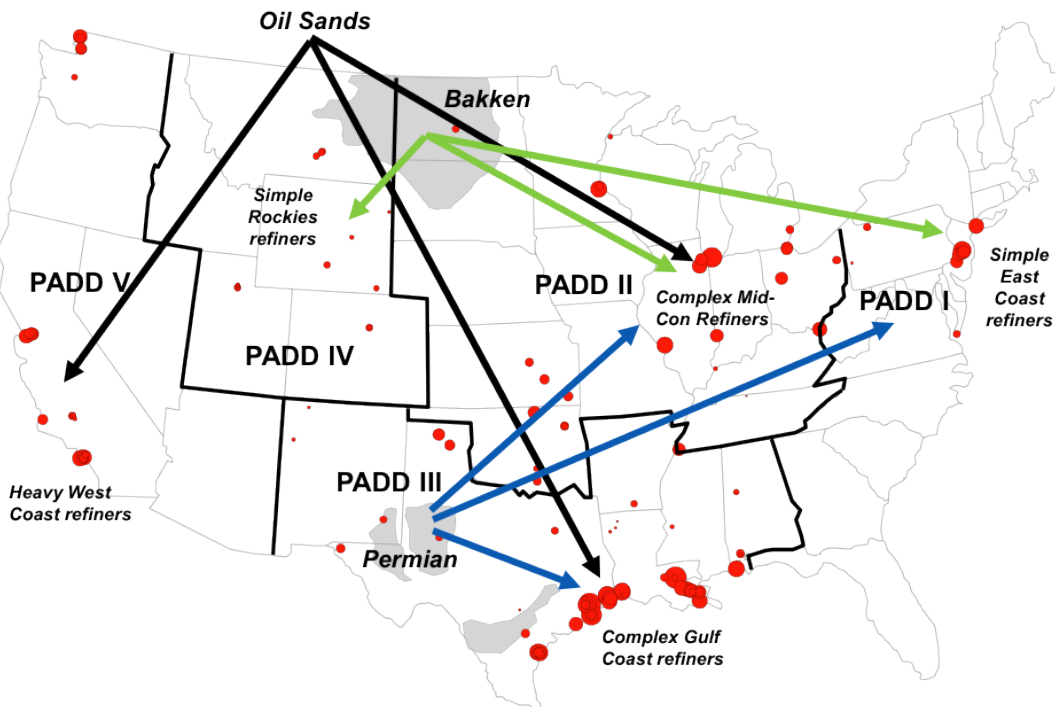 Oil Sands
Bakken
Simple
Rockies
refiners
PADD V
PADD II
Simple
East
Coast
refiners
Complex Mid-
Con Refiners
PADD I
PADD IV
PADD III
Heavy West
Coast refiners
Permian
Complex Gulf
Coast refiners